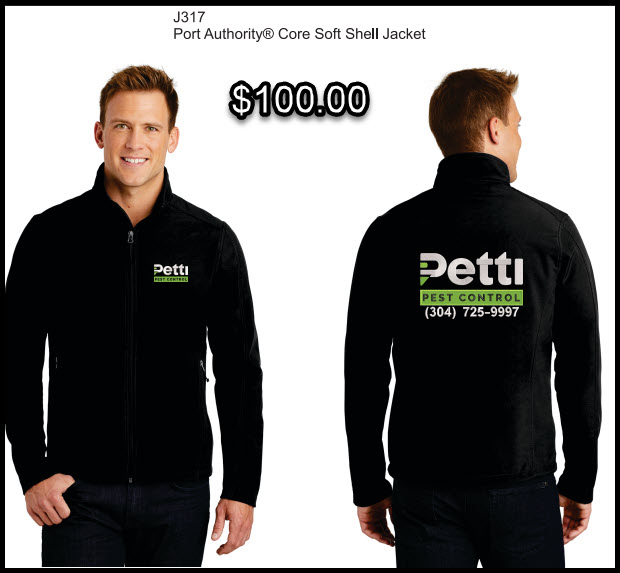 J317
Port Authority® Core Soft Shell Jacket
$100.00
Petti
PEST CONTROL
Petti
PEST CONTROL
(304) 725-9997